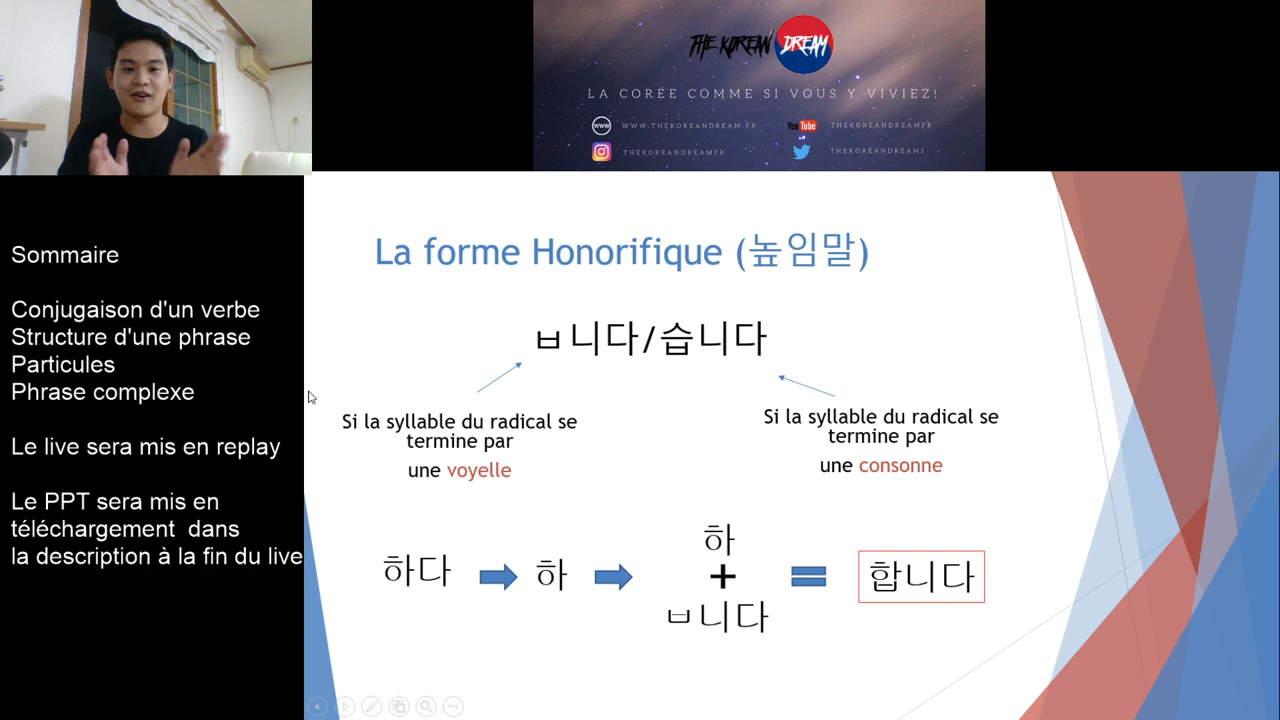 THE KOREAN DREAM
LA CORÉE COMME SI VOUS Y VIVIEZ!
WWW WWW.THEKOREANDREAM.FR
YouTube THEKOREANDREAMFR
THEKOREANDREAMFR
THEKOREANDREAM1
Sommaire
Conjugaison d'un verbe
Structure d'une phrase
Particules
Phrase complexe
Le live sera mis en replay
Le PPT sera mis en
téléchargement dans
la description à la fin du live
La forme Honorifique (높임말)
ㅂ니다/습니다
Si la syllable du radical se
termine par
une voyelle
Si la syllable du radical se
termine par
une consonne
하다
하
하
+
ㅂ니다
=
합니다